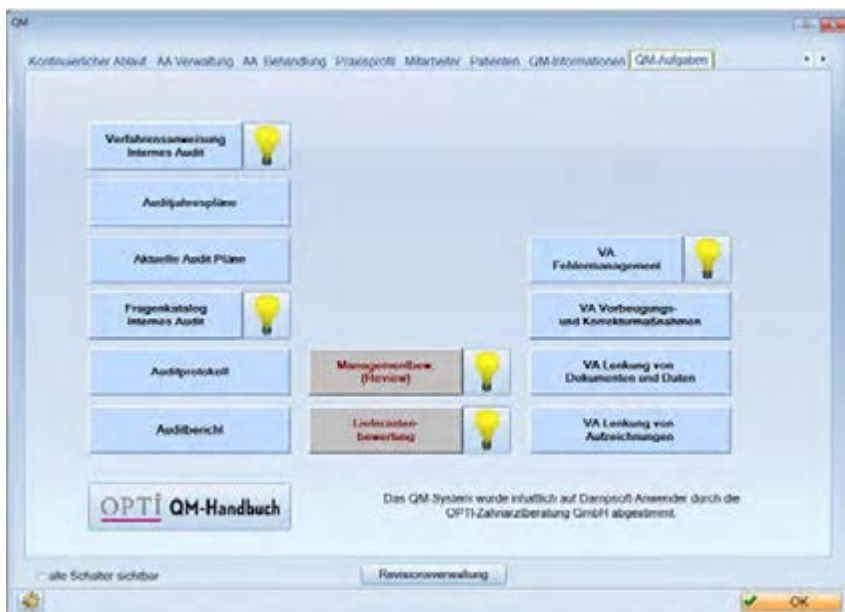 QM
Kontinuierlicher Ablauf AA Verwaltung AA Behandlung Praxisprofil Mitarbeiter Patienten QM-Informationen QM-Aufgaben
Verfahrensanweisung
Internes Audit
Auditjahrespläne
Aktuelle Audit Pläne
Fragenkatalog
Internes Audit
Auditprotokoll
Auditbericht
Managementbew.
(Review)
Lieferanten-
bewertung
VA
Fehlermanagement
VA Vorbeugungs-
und Korrekturmaßnahmen
VA Lenkung von
Dokumenten und Daten
VA Lenkung von
Aufzeichnungen
OPTI QM-Handbuch
Das QM-System wurde inhaltlich auf Dampsoft-Anwender durch die
OPTI-Zahnarztberatung GmbH abgestimmt.
alle Schalter sichtbar
Revisionsverwaltung
OK